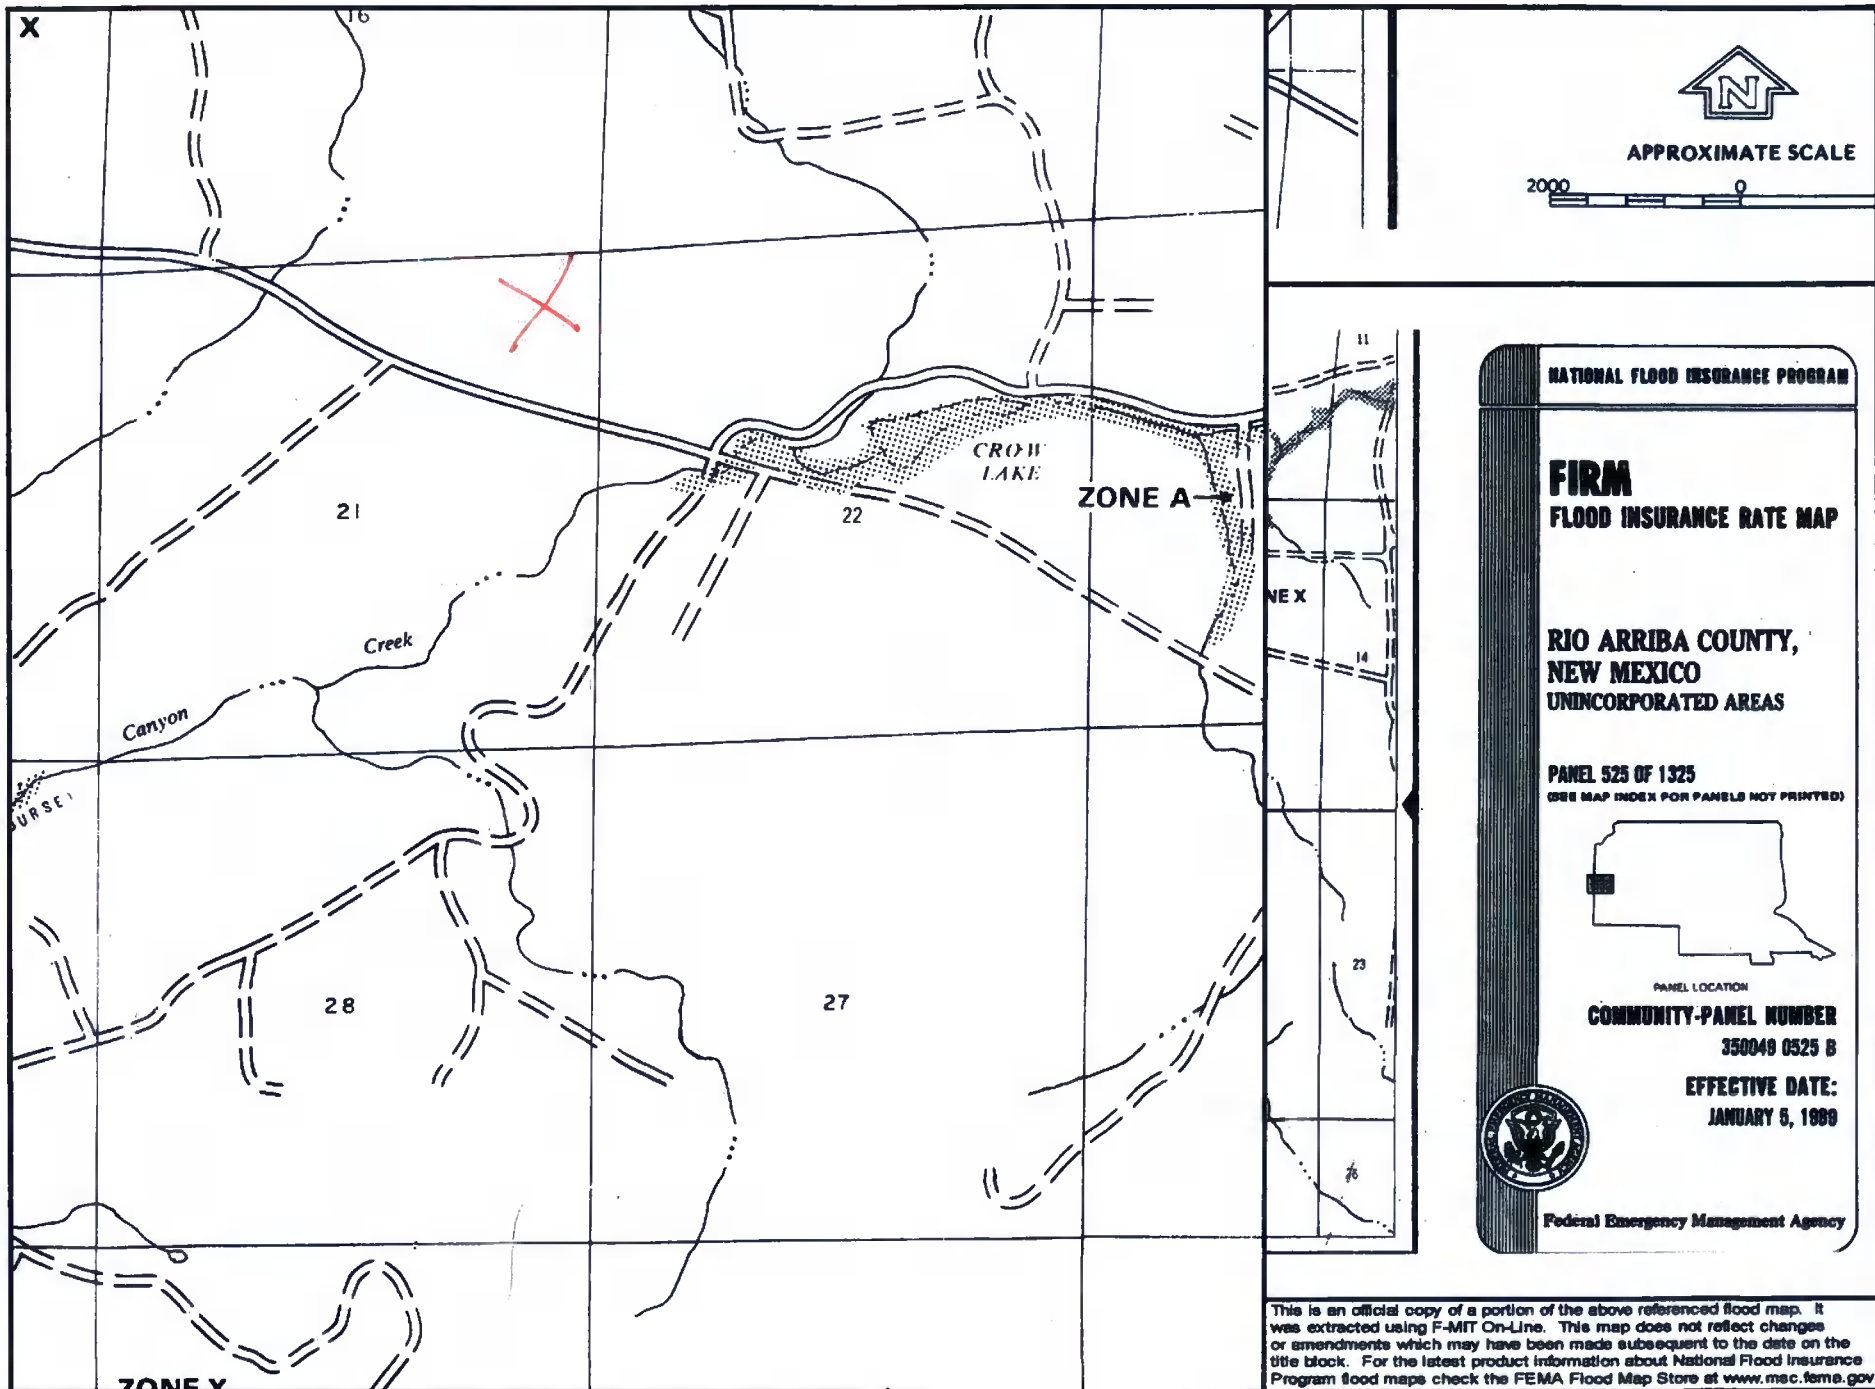 X
16
21
22
CROW
LAKE
ZONE A
Creek
Canyon
28
27
ZONE X
APPROXIMATE SCALE
2000 0
11
NE X
14
23
26
NATIONAL FLOOD INSURANCE PROGRAM
FIRM
FLOOD INSURANCE RATE MAP
RIO ARRIBA COUNTY,
NEW MEXICO
UNINCORPORATED AREAS
PANEL 525 OF 1325
(SEE MAP INDEX FOR PANELS NOT PRINTED)
PANEL LOCATION
COMMUNITY-PANEL NUMBER
350049 0525 B
EFFECTIVE DATE:
JANUARY 5, 1989
Federal Emergency Management Agency
This is an official copy of a portion of the above referenced flood map. It
was extracted using F-MIT On-Line. This map does not reflect changes
or amendments which may have been made subsequent to the date on the
title block. For the latest product information about National Flood Insurance
Program flood maps check the FEMA Flood Map Store at www.msc.fema.gov